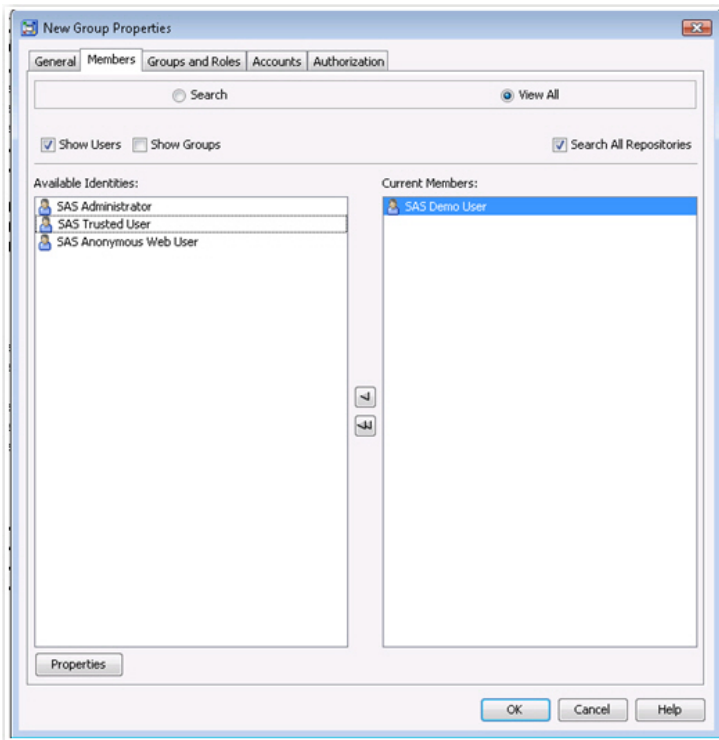 New Group Properties
General Members Groups and Roles Accounts Authorization
Search View All
Show Users Show Groups Search All Repositories
Available Identities: Current Members:
SAS Administrator SAS Demo User
SAS Trusted User
SAS Anonymous Web User
Properties
OK Cancel Help